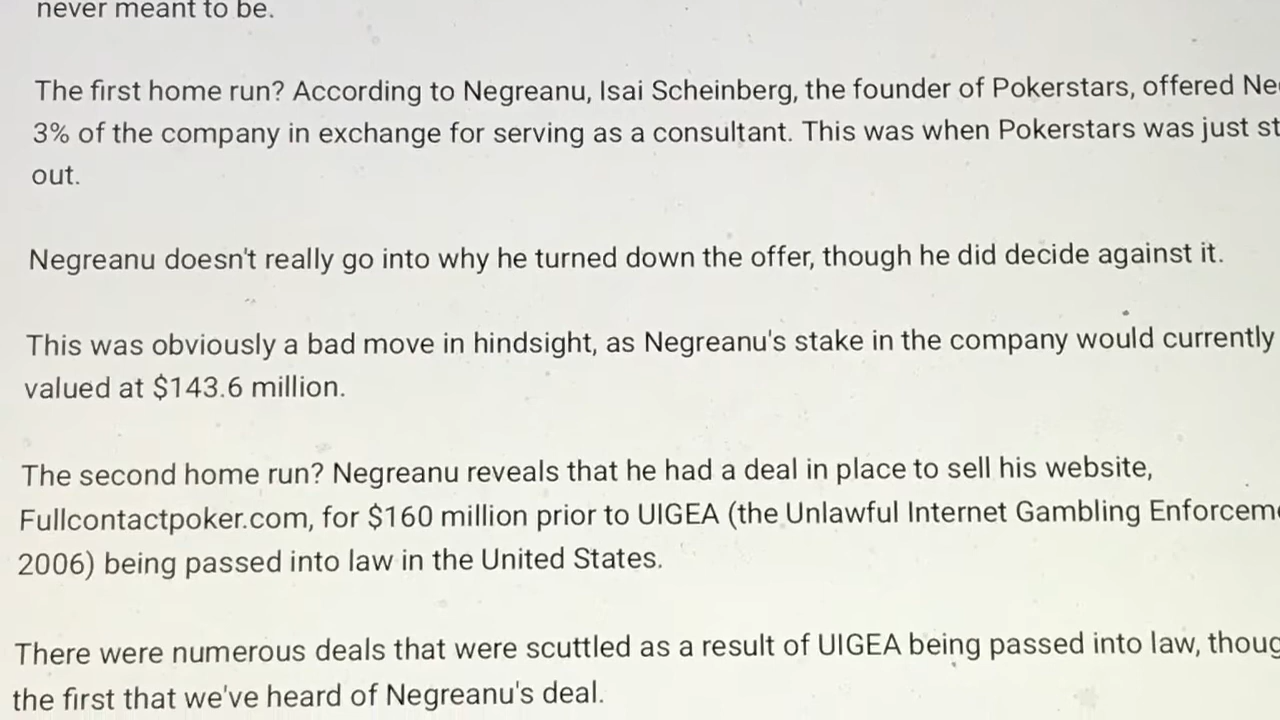 never meant to be.
The first home run? According to Negreanu, Isai Scheinberg, the founder of Pokerstars, offered
3% of the company in exchange for serving as a consultant. This was when Pokerstars was just
out.
Negreanu doesn't really go into why he turned down the offer, though he did decide against it.
This was obviously a bad move in hindsight, as Negreanu's stake in the company would currently
valued at $143.6 million.
The second home run? Negreanu reveals that he had a deal in place to sell his website,
Fullcontactpoker.com, for $160 million prior to UIGEA (the Unlawful Internet Gambling
2006) being passed into law in the United States.
There were numerous deals that were scuttled as a result of UIGEA being passed into law,
the first that we've heard of Negreanu's deal.